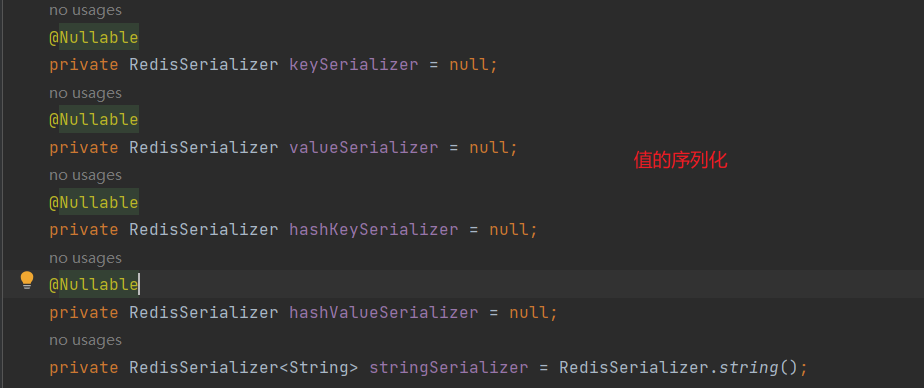 no usages
@Nullable
private RedisSerializer keySerializer = null;
no usages
@Nullable
private RedisSerializer valueSerializer = null;
值的序列化
no usages
@Nullable
private RedisSerializer hashKeySerializer = null;
no usages
@Nullable
private RedisSerializer hashValueSerializer = null;
no usages
private RedisSerializer<String> stringSerializer = RedisSerializer.string();